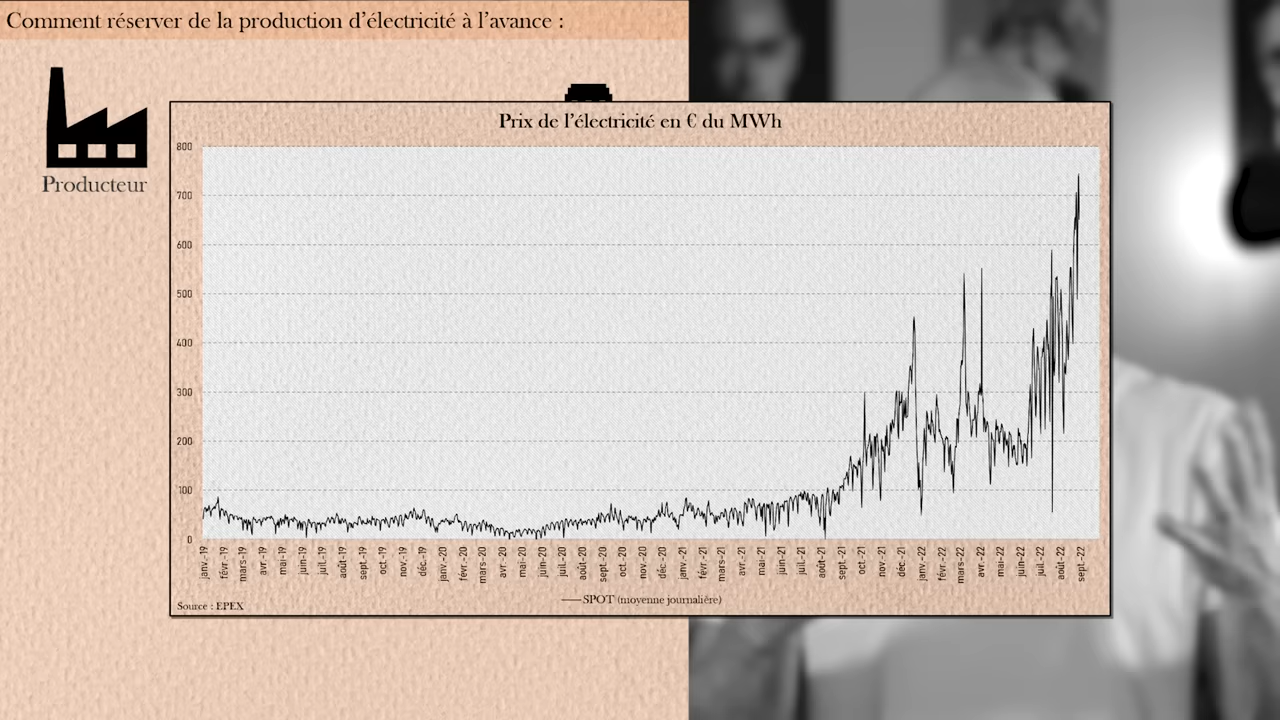 Comment réserver de la production d'électricité à l'avance :
Producteur
Prix de l'électricité en € du MWh
800
700
600
500
400
300
200
100
0
janv.-19
févr.-19
mars-19
avr.-19
mai-19
juin-19
juil.-19
août-19
sept.-19
oct.-19
nov.-19
déc.-19
janv.-20
févr.-20
mars-20
avr.-20
mai-20
juin-20
juil.-20
août-20
sept.-20
oct.-20
nov.-20
déc.-20
janv.-21
févr.-21
mars-21
avr.-21
mai-21
juin-21
juil.-21
août-21
sept.-21
oct.-21
nov.-21
déc.-21
janv.-22
févr.-22
mars-22
avr.-22
mai-22
juin-22
juil.-22
août-22
sept.-22
SPOT (moyenne journalière)
Source : EPEX